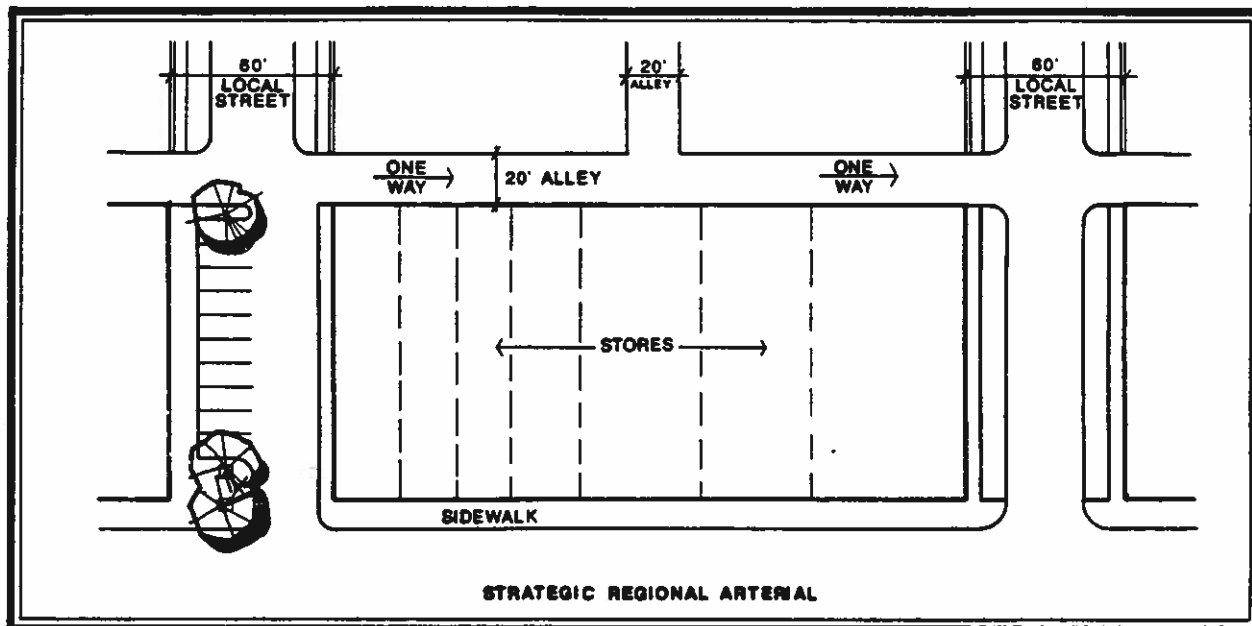 60'
LOCAL
STREET
20'
ALLEY
60'
LOCAL
STREET
ONE
WAY
20' ALLEY
ONE
WAY
STORES
SIDEWALK
STRATEGIC REGIONAL ARTERIAL